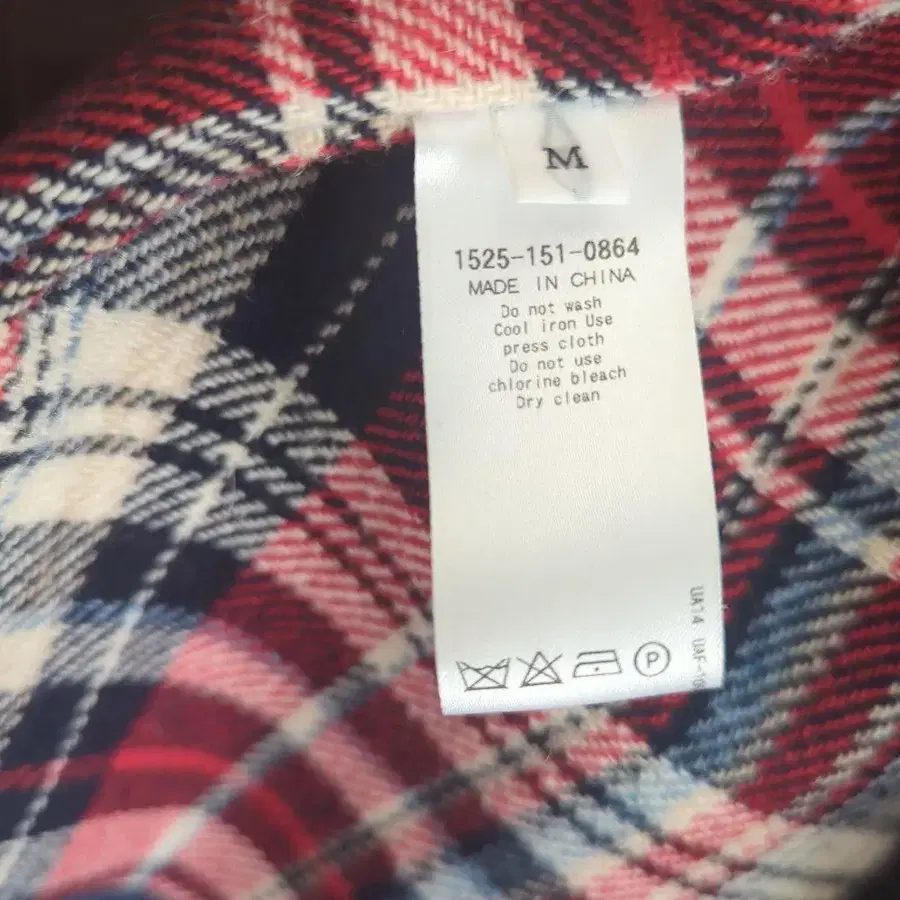 M
1525-151-0864
MADE IN CHINA
Do not wash
Cool iron Use
press cloth
Do not use
chlorine bleach
Dry clean
P
UA14